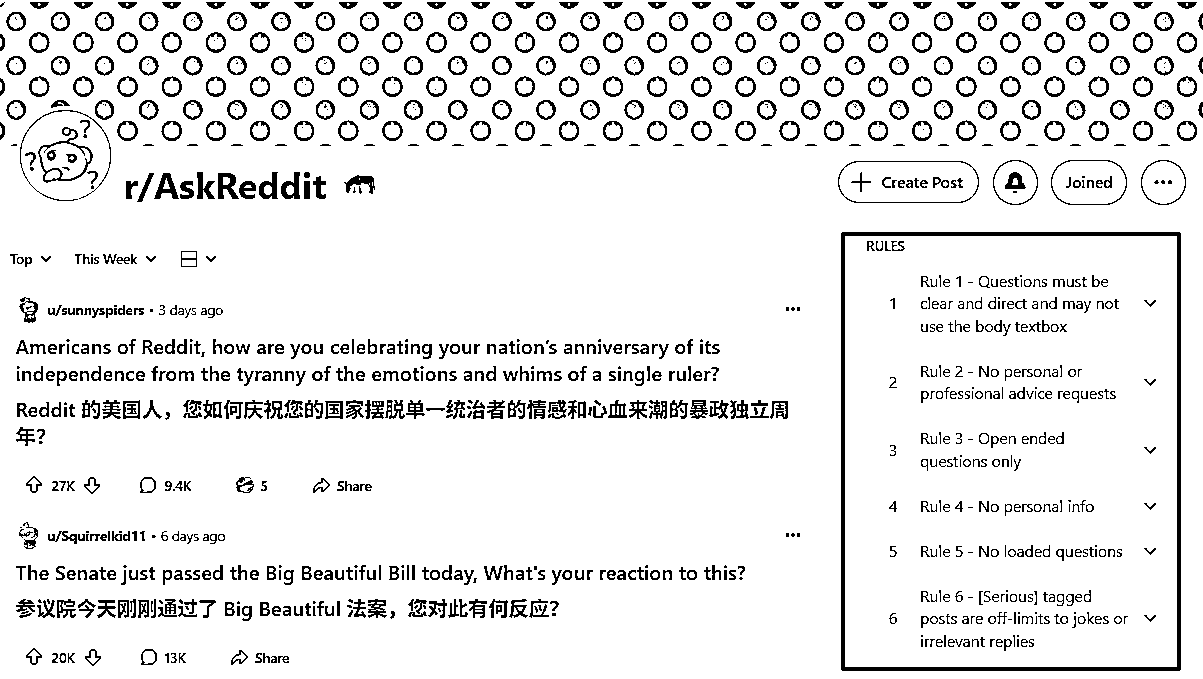 r/AskReddit
Create Post
Joined
Top
This Week
u/sunnyspiders • 3 days ago
Americans of Reddit, how are you celebrating your nation's anniversary of its
independence from the tyranny of the emotions and whims of a single ruler?
Reddit 的美国人，您如何庆祝您的国家摆脱单一统治者的情感和心血来潮的暴政独立周
年？
27K 9.4K 5 Share
u/Squirrelkid11 • 6 days ago
The Senate just passed the Big Beautiful Bill today, What's your reaction to this?
参议院今天刚刚通过了 Big Beautiful 法案，您对此有何反应？
20K 13K Share
RULES
1 Rule 1 - Questions must be
clear and direct and may not
use the body textbox
2 Rule 2 - No personal or
professional advice requests
3 Rule 3 - Open ended
questions only
4 Rule 4 - No personal info
5 Rule 5 - No loaded questions
6 Rule 6 - [Serious] tagged
posts are off-limits to jokes or
irrelevant replies